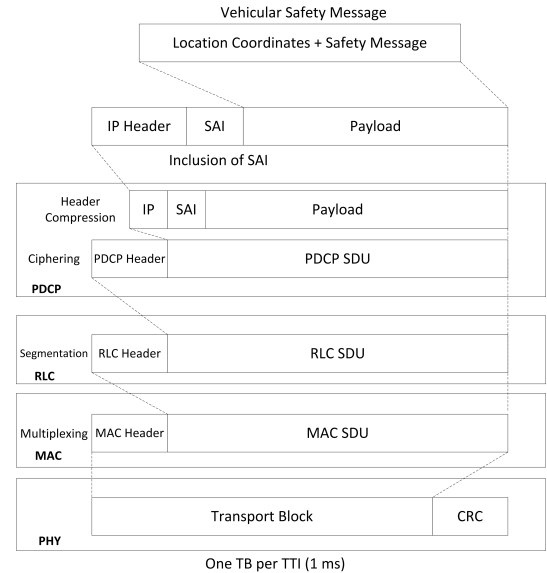 Vehicular Safety Message
Location Coordinates + Safety Message
IP Header SAI Payload
Inclusion of SAI
Header
Compression
IP SAI Payload
Ciphering PDCP Header PDCP SDU
PDCP
Segmentation RLC Header RLC SDU
RLC
Multiplexing MAC Header MAC SDU
MAC
Transport Block CRC
PHY
One TB per TTI (1 ms)